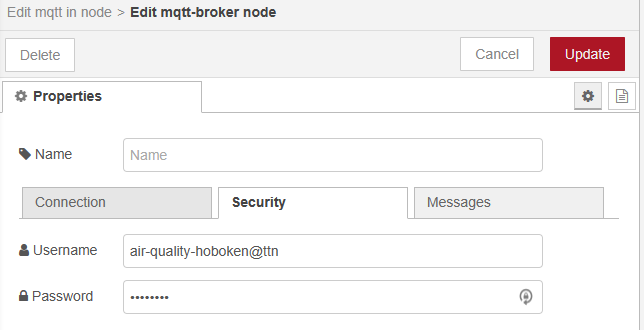 Edit mqtt in node > Edit mqtt-broker node
Delete Cancel Update
Properties
Name Name
Connection Security Messages
Username air-quality-hoboken@ttn
Password ••••••••